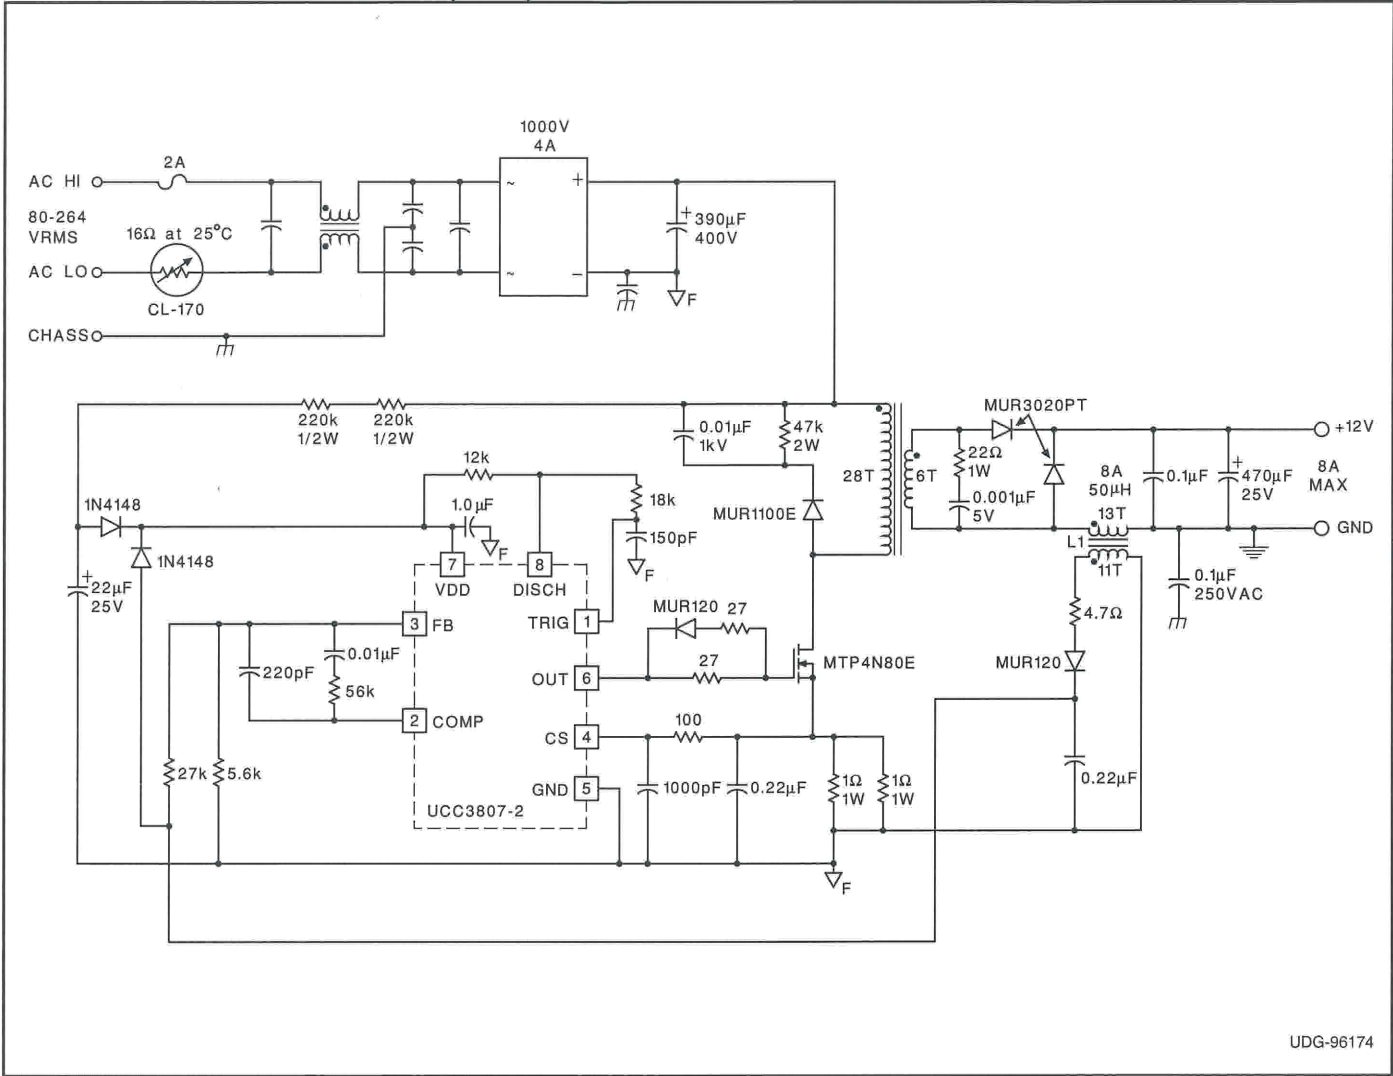 1000V
4A
2A
AC HI
~
+
80-264
VRMS
16Ω at 25°C
+
390µF
400V
AC LO
~
–
F
CL-170
CHASS
220k
1/2W
220k
1/2W
0.01µF
1kV
47k
2W
MUR3020PT
+12V
12k
28T
6T
22Ω
1W
8A
50µH
0.1µF
+
470µF
25V
8A
MAX
1N4148
1.0µF
18k
MUR1100E
0.001µF
5V
13T
GND
F
150pF
L1
1N4148
F
11T
+
22µF
25V
7
VDD
8
DISCH
0.1µF
250VAC
3
FB
TRIG
1
MUR120
27
4.7Ω
0.01µF
220pF
56k
OUT
6
27
MTP4N80E
MUR120
2
COMP
CS
4
100
27k
5.6k
GND
5
1000pF
0.22µF
1Ω
1W
1Ω
1W
0.22µF
UCC3807-2
F
UDG-96174